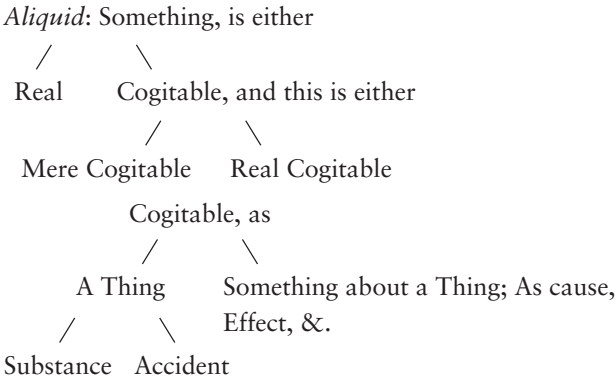 Aliquid: Something, is either
Real Cogitable, and this is either
Mere Cogitable Real Cogitable
Cogitable, as
A Thing Something about a Thing; As cause,
Effect, &.
Substance Accident